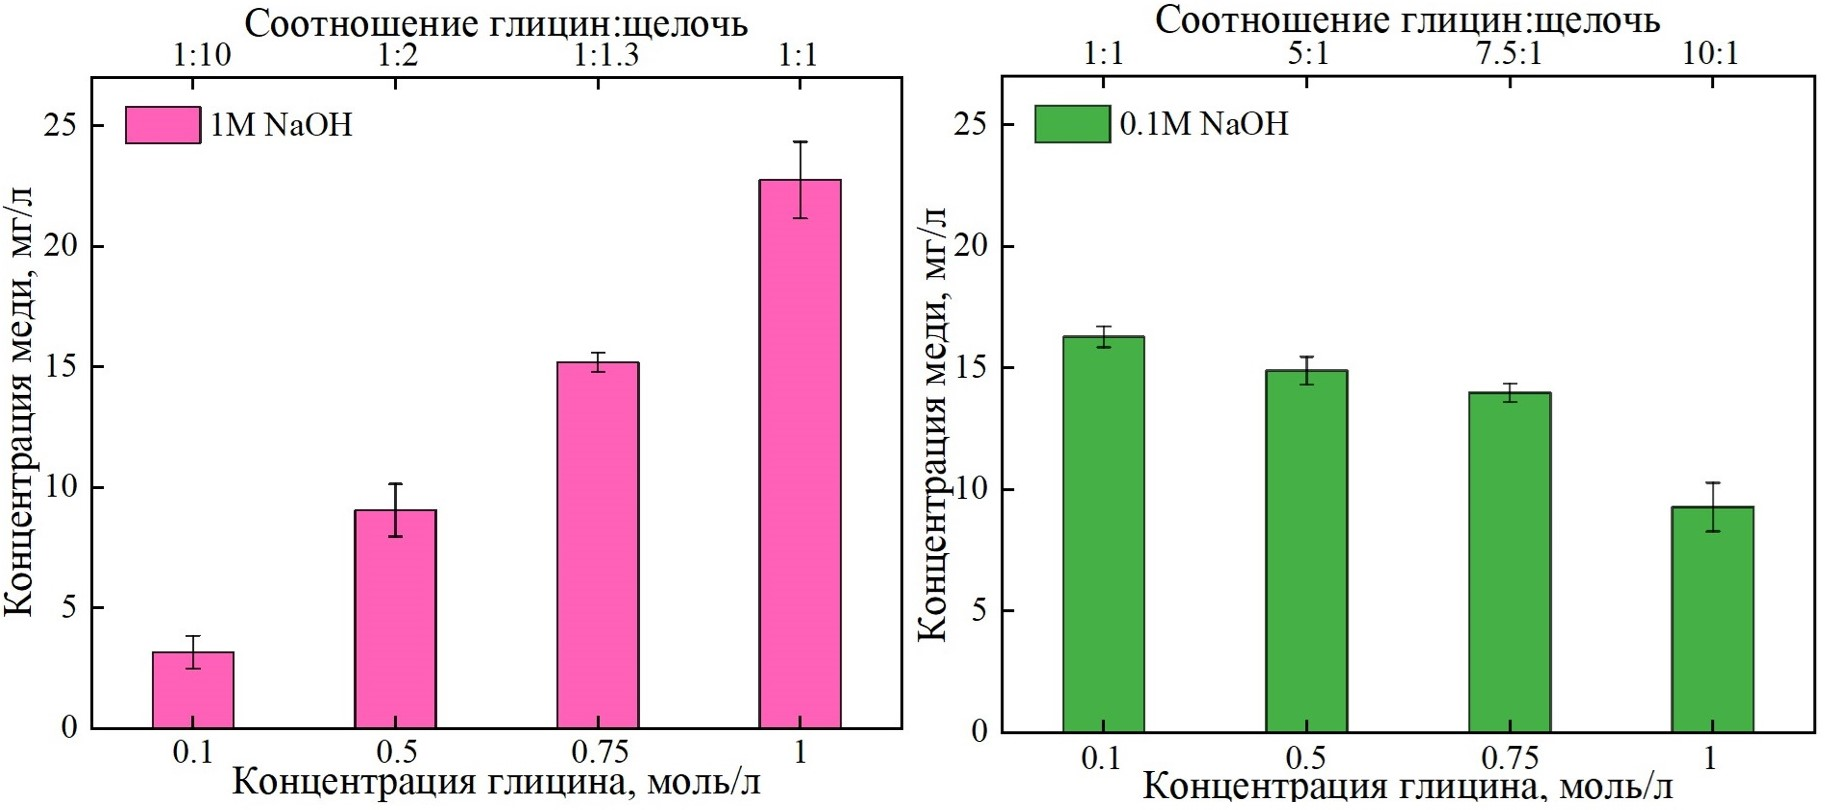 Соотношение глицин:щелочь
1:10 1:2 1:1.3 1:1
1M NaOH
25
20
15
10
5
0
Концентрация меди, мг/л
0.1 0.5 0.75 1
Концентрация глицина, моль/л
Соотношение глицин:щелочь
1:1 5:1 7.5:1 10:1
0.1M NaOH
25
20
15
10
5
0
Концентрация меди, мг/л
0.1 0.5 0.75 1
Концентрация глицина, моль/л